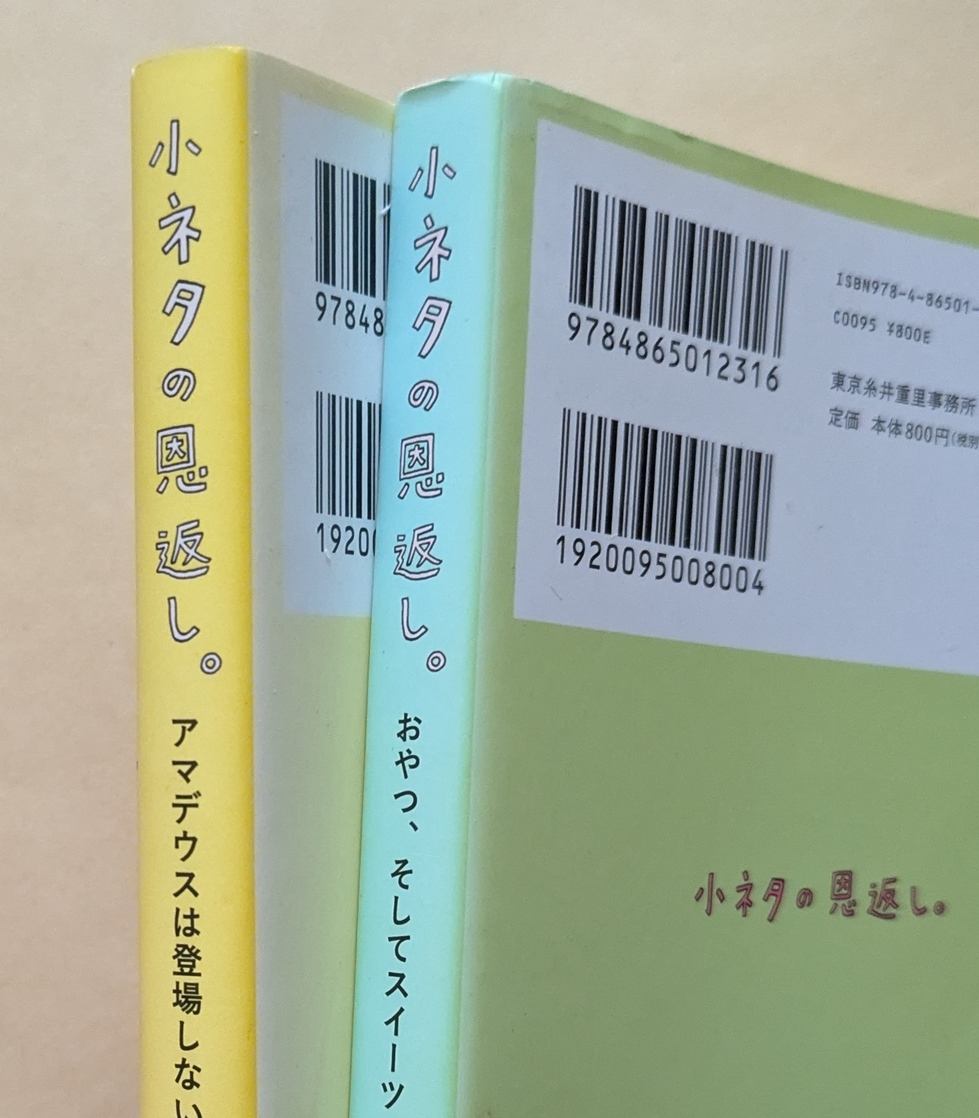 小ネタの恩返し。
アマデウスは登場しない
97848
1920
小ネタの恩返し。
おやつ、そしてスイーツ
9784865012316
1920095008004
ISBN978-4-86501-
C0095 ¥800E
東京糸井重里事務所
定価 本体800円(税別
小ネタの恩返し。